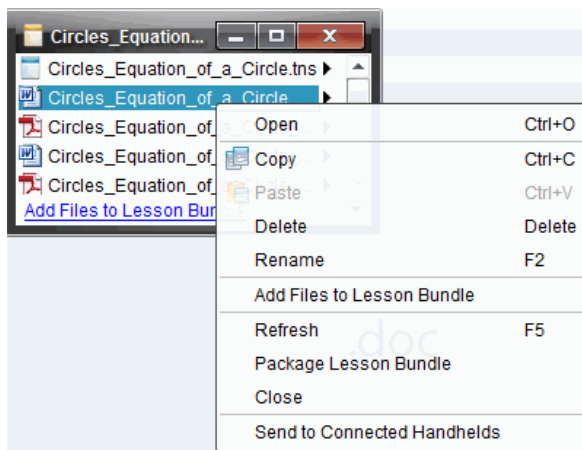 Circles_Equation...
Circles_Equation_of_a_Circle.tns
Circles_Equation_of_a_Circle...
Circles_Equation_of_
Circles_Equation_of_
Circles_Equation_of_
Add Files to Lesson Bun
Open Ctrl+O
Copy Ctrl+C
Paste Ctrl+V
Delete Delete
Rename F2
Add Files to Lesson Bundle
Refresh F5
.doc
Package Lesson Bundle
Close
Send to Connected Handhelds